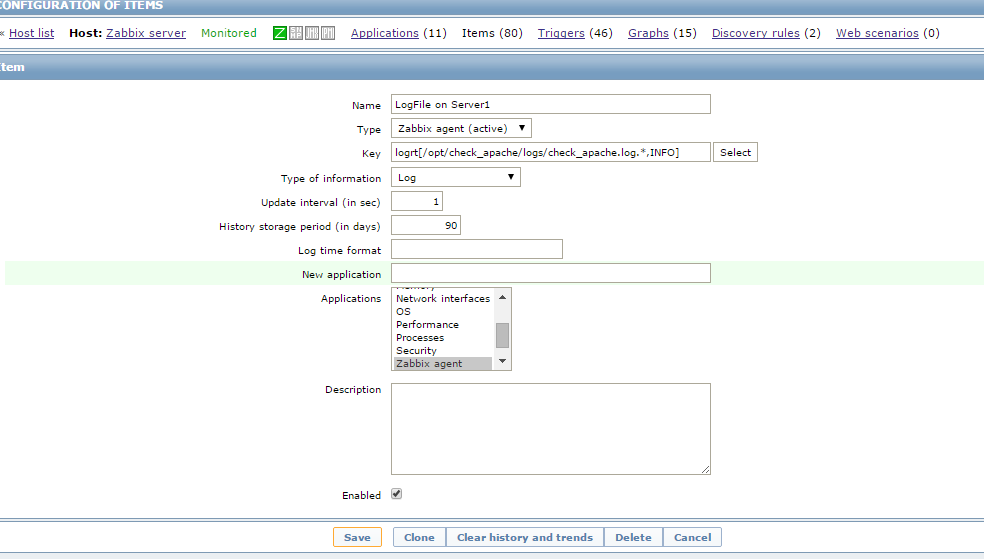 CONFIGURATION OF ITEMS
« Host list Host: Zabbix server Monitored Z Applications (11) Items (80) Triggers (46) Graphs (15) Discovery rules (2) Web scenarios (0)
Item
Name LogFile on Server1
Type Zabbix agent (active)
Key logrt[/opt/check_apache/logs/check_apache.log.*,INFO] Select
Type of information Log
Update interval (in sec) 1
History storage period (in days) 90
Log time format
New application
Applications Memory
Network interfaces
OS
Performance
Processes
Security
Zabbix agent
Description
Enabled
Save Clone Clear history and trends Delete Cancel